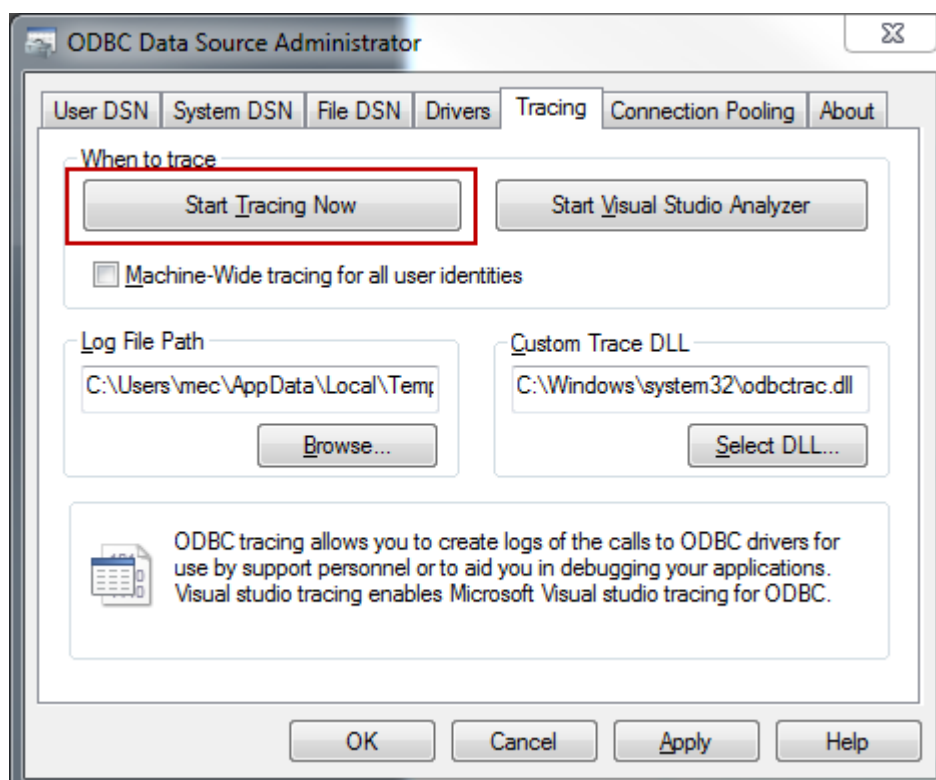 ODBC Data Source Administrator
User DSN System DSN File DSN Drivers Tracing Connection Pooling About
When to trace
Start Tracing Now Start Visual Studio Analyzer
Machine-Wide tracing for all user identities
Log File Path Custom Trace DLL
C:\Users\mec\AppData\Local\Temp C:\Windows\system32\odbctrac.dll
Browse... Select DLL...
ODBC tracing allows you to create logs of the calls to ODBC drivers for
use by support personnel or to aid you in debugging your applications.
Visual studio tracing enables Microsoft Visual studio tracing for ODBC.
OK Cancel Apply Help